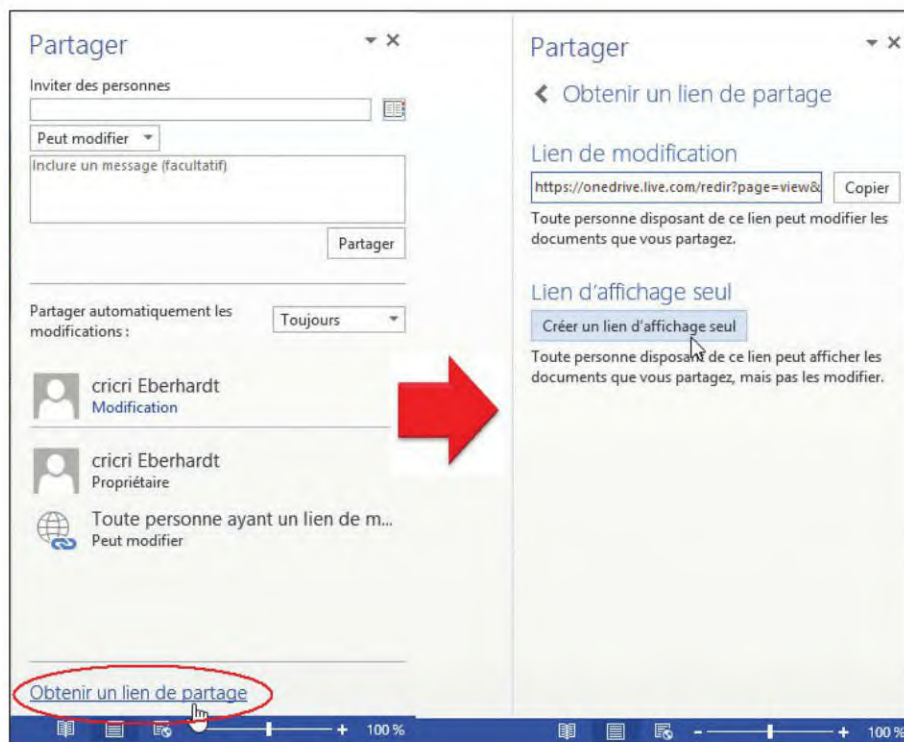 Partager
Inviter des personnes
Peut modifier
Inclure un message (facultatif)
Partager
Partager automatiquement les
modifications :
Toujours
cricri Eberhardt
Modification
cricri Eberhardt
Propriétaire
Toute personne ayant un lien de m...
Peut modifier
Obtenir un lien de partage
100 %
Partager
Obtenir un lien de partage
Lien de modification
https://onedrive.live.com/redir?page=view&
Copier
Toute personne disposant de ce lien peut modifier les
documents que vous partagez.
Lien d'affichage seul
Créer un lien d'affichage seul
Toute personne disposant de ce lien peut afficher les
documents que vous partagez, mais pas les modifier.
100 %